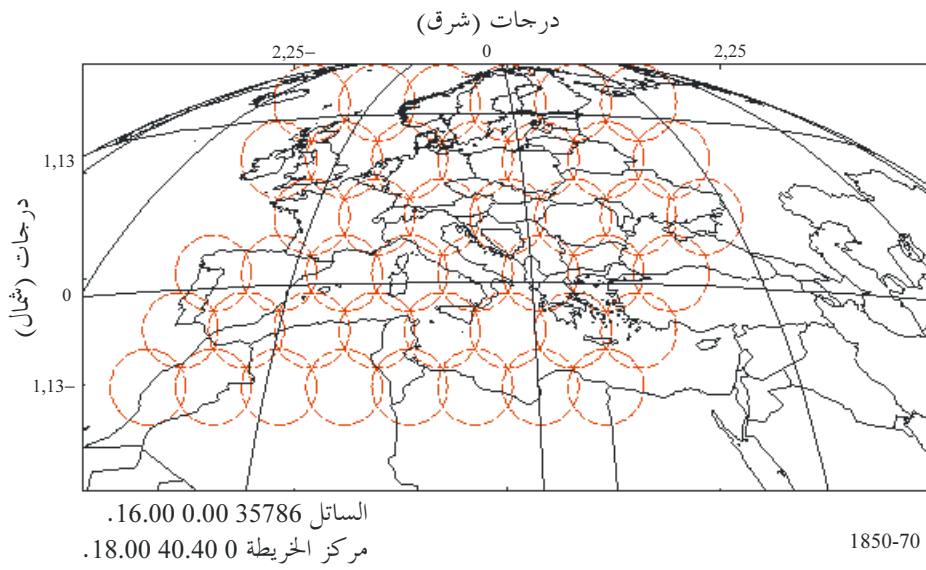 درجات (شرق)
2,25– 0 2,25
1,13
درجات (شمال)
0
1,13–
الساتل 35786 0.00 16.00.
مركز الخريطة 0 40.40 18.00.
1850-70